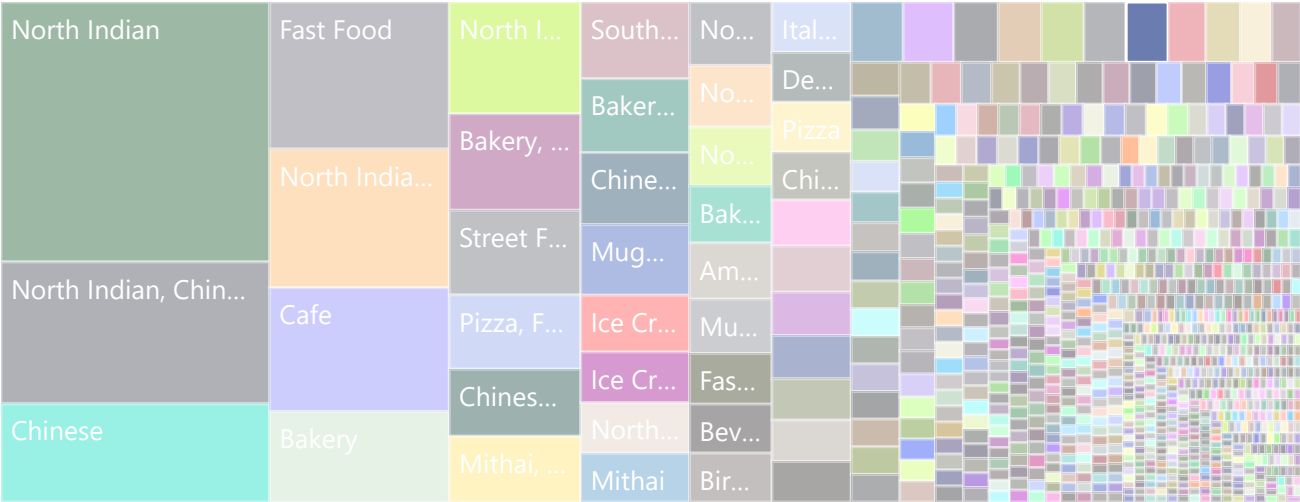 North Indian
North Indian, Chin...
Chinese
Fast Food
North India...
Cafe
Bakery
North I...
Bakery, ...
Street F...
Pizza, F...
Chines...
Mithai, ...
South...
Baker...
Chine...
Mug...
Ice Cr...
Ice Cr...
North...
Mithai
No...
No...
No...
Bak...
Am...
Mu...
Fas...
Bev...
Bir...
Ital...
De...
Pizza
Chi...